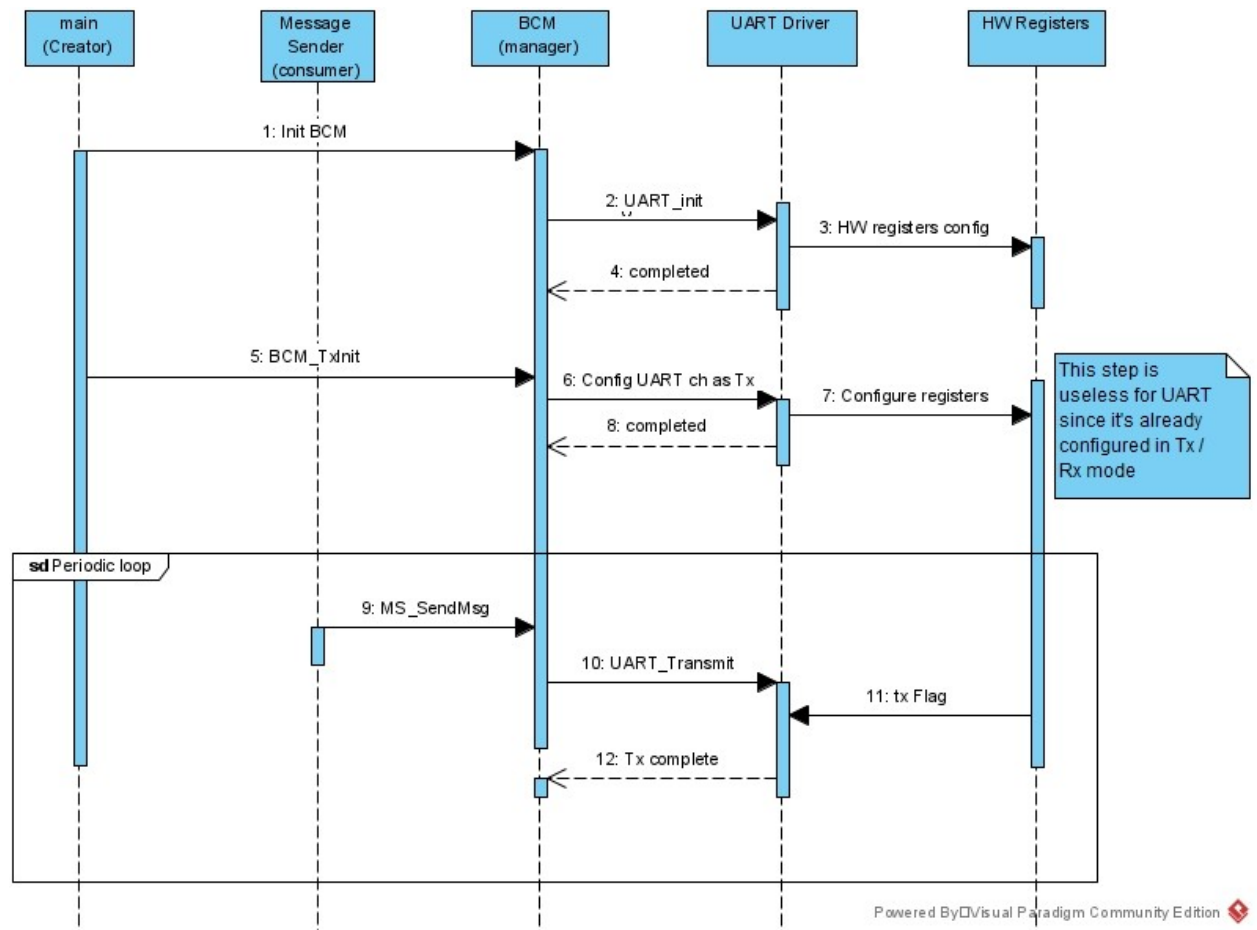 main
(Creator)
Message
Sender
(consumer)
BCM
(manager)
UART Driver
HW Registers
1: Init BCM
2: UART_init
3: HW registers config
4: completed
5: BCM_TxInit
6: Config UART ch as Tx
7: Configure registers
8: completed
This step is
useless for UART
since it's already
configured in Tx /
Rx mode
sd Periodic loop
9: MS_SendMsg
10: UART_Transmit
11: tx Flag
12: Tx complete
Powered By Visual Paradigm Community Edition